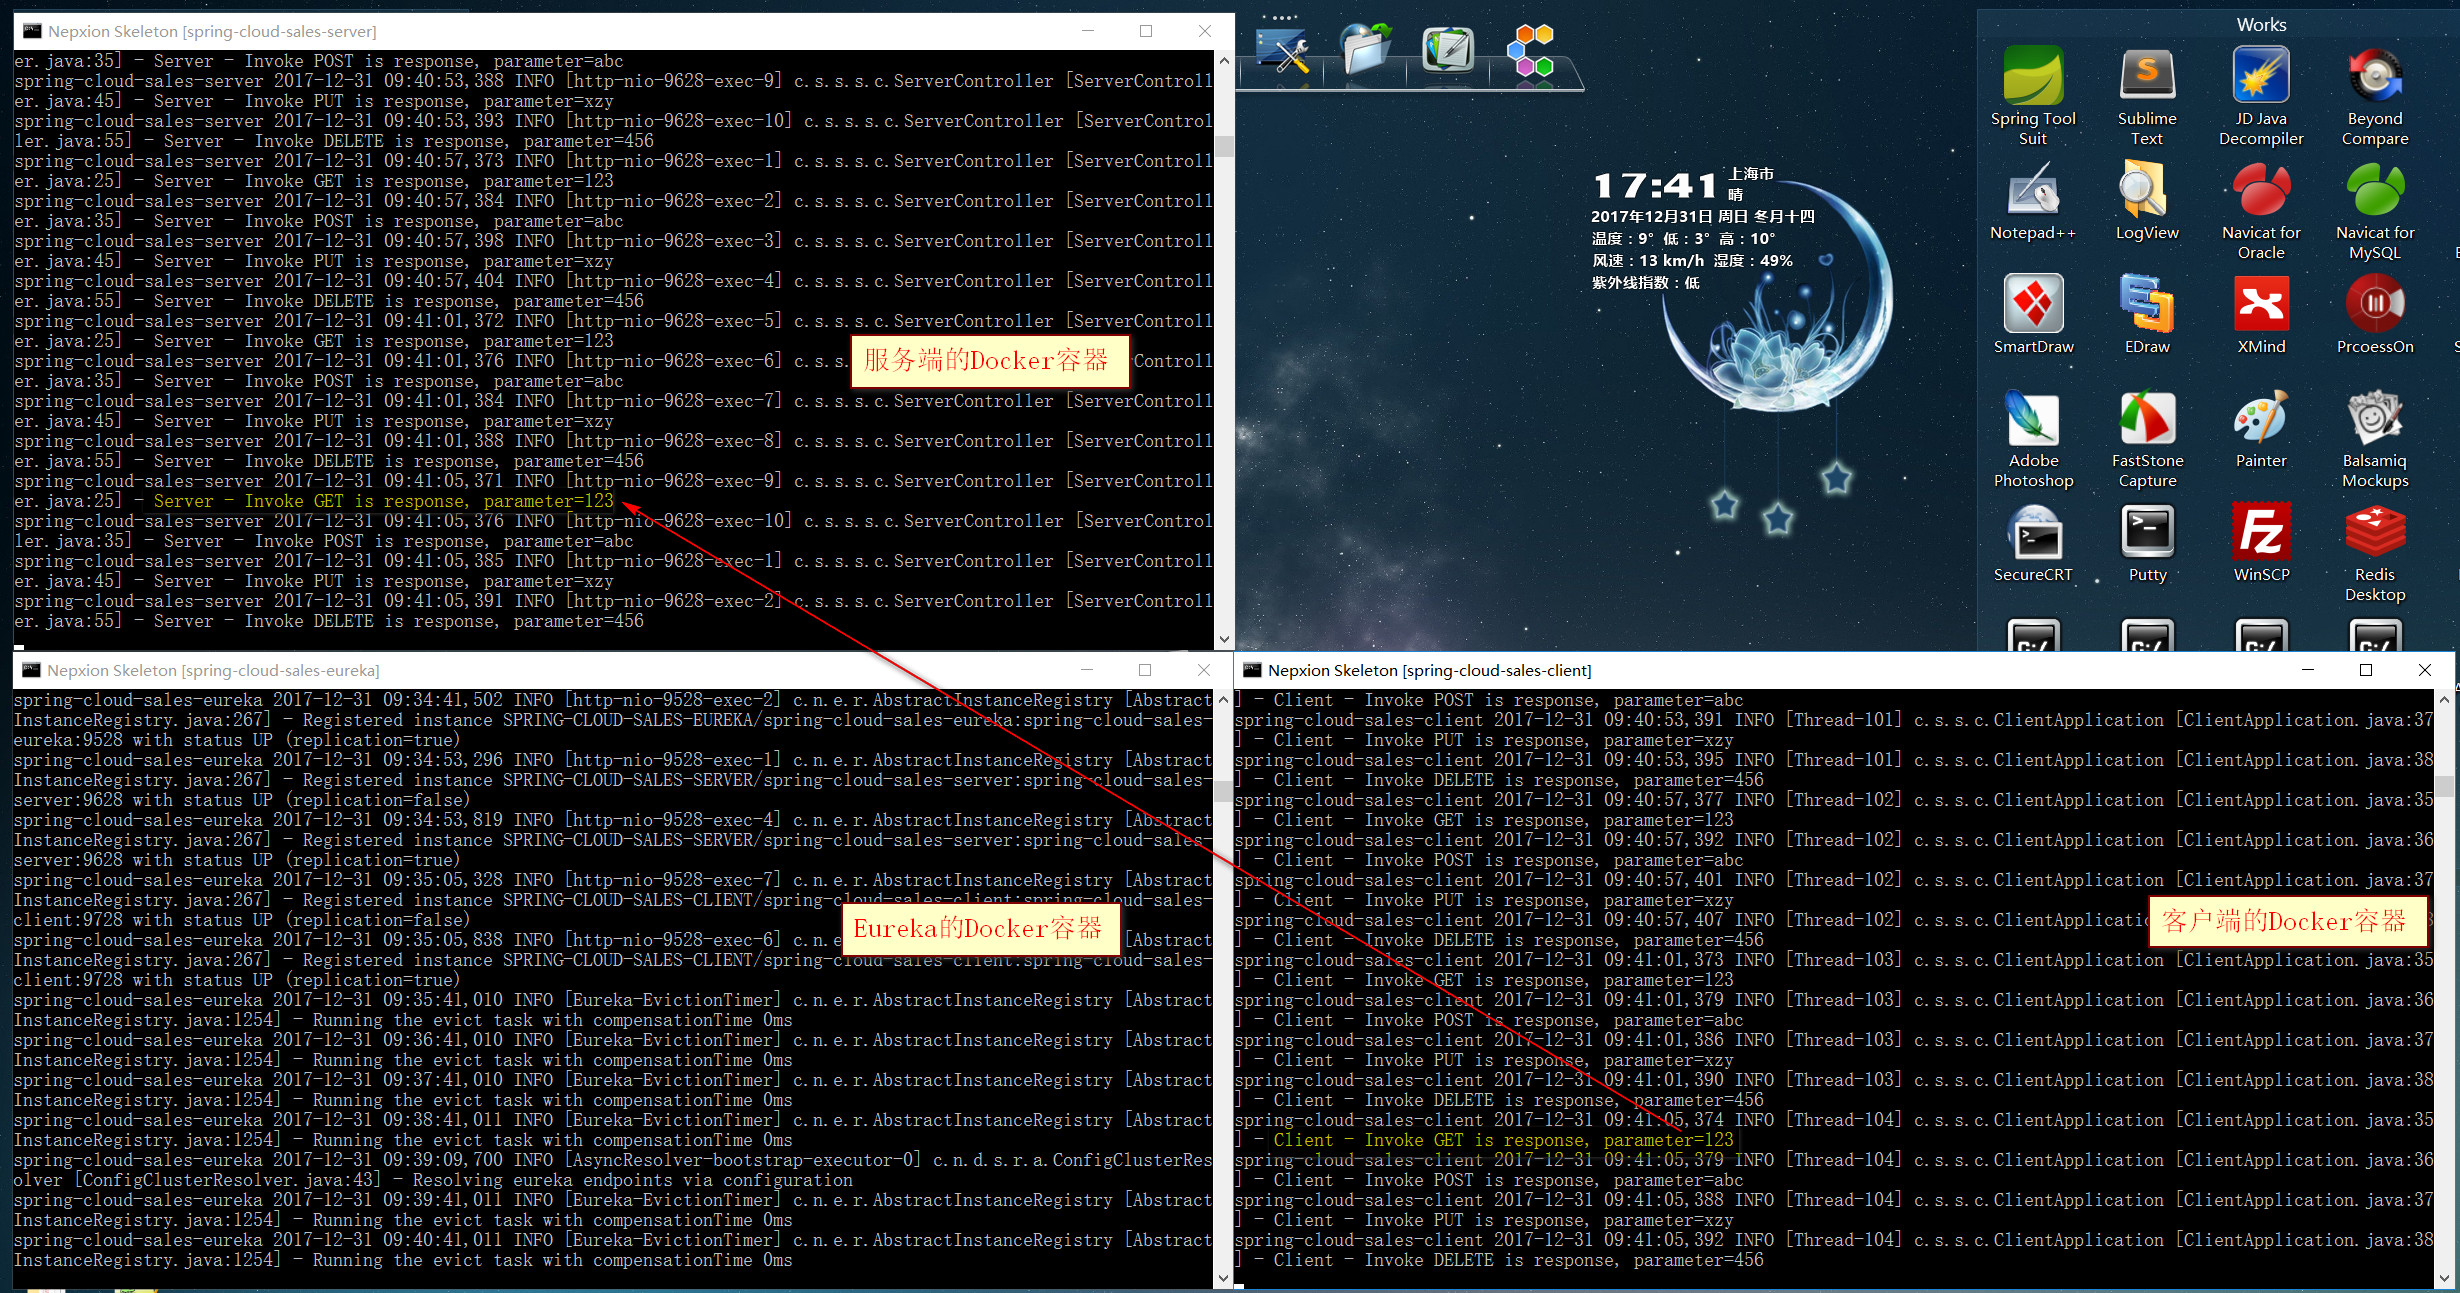 Nepxion Skeleton [spring-cloud-sales-server]
er.java:35] - Server - Invoke POST is response, parameter=abc
spring-cloud-sales-server 2017-12-31 09:40:53,388 INFO [http-nio-9628-exec-9] c.s.s.s.c.ServerController [ServerControll
er.java:45] - Server - Invoke PUT is response, parameter=xzy
spring-cloud-sales-server 2017-12-31 09:40:53,393 INFO [http-nio-9628-exec-10] c.s.s.s.c.ServerController [ServerControl
ler.java:55] - Server - Invoke DELETE is response, parameter=456
spring-cloud-sales-server 2017-12-31 09:40:57,373 INFO [http-nio-9628-exec-1] c.s.s.s.c.ServerController [ServerControll
er.java:25] - Server - Invoke GET is response, parameter=123
spring-cloud-sales-server 2017-12-31 09:40:57,384 INFO [http-nio-9628-exec-2] c.s.s.s.c.ServerController [ServerControll
er.java:35] - Server - Invoke POST is response, parameter=abc
spring-cloud-sales-server 2017-12-31 09:40:57,398 INFO [http-nio-9628-exec-3] c.s.s.s.c.ServerController [ServerControll
er.java:45] - Server - Invoke PUT is response, parameter=xzy
spring-cloud-sales-server 2017-12-31 09:40:57,404 INFO [http-nio-9628-exec-4] c.s.s.s.c.ServerController [ServerControll
er.java:55] - Server - Invoke DELETE is response, parameter=456
spring-cloud-sales-server 2017-12-31 09:41:01,372 INFO [http-nio-9628-exec-5] c.s.s.s.c.ServerController [ServerControll
er.java:25] - Server - Invoke GET is response, parameter=123
spring-cloud-sales-server 2017-12-31 09:41:01,376 INFO [http-nio-9628-exec-6] c.s.s.
er.java:35] - Server - Invoke POST is response, parameter=abc
服务端的Docker容器
spring-cloud-sales-server 2017-12-31 09:41:01,384 INFO [http-nio-9628-exec-7] c.s.s.s.c.ServerController [ServerControll
er.java:45] - Server - Invoke PUT is response, parameter=xzy
spring-cloud-sales-server 2017-12-31 09:41:01,388 INFO [http-nio-9628-exec-8] c.s.s.s.c.ServerController [ServerControll
er.java:55] - Server - Invoke DELETE is response, parameter=456
spring-cloud-sales-server 2017-12-31 09:41:05,371 INFO [http-nio-9628-exec-9] c.s.s.s.c.ServerController [ServerControll
er.java:25] - Server - Invoke GET is response, parameter=123
spring-cloud-sales-server 2017-12-31 09:41:05,376 INFO [http-nio-9628-exec-10] c.s.s.s.c.ServerController [ServerControl
ler.java:35] - Server - Invoke POST is response, parameter=abc
spring-cloud-sales-server 2017-12-31 09:41:05,385 INFO [http-nio-9628-exec-1] c.s.s.s.c.ServerController [ServerControll
er.java:45] - Server - Invoke PUT is response, parameter=xzy
spring-cloud-sales-server 2017-12-31 09:41:05,391 INFO [http-nio-9628-exec-2] c.s.s.s.c.ServerController [ServerControll
er.java:55] - Server - Invoke DELETE is response, parameter=456
17:41 上海市
晴
2017年12月31日 周日 冬月十四
温度：9° 低：3° 高：10°
风速：13 km/h 湿度：49%
紫外线指数：低
Works
Spring Tool Suit
Sublime Text
JD Java Decompiler
Beyond Compare
Notepad++
LogView
Navicat for Oracle
Navicat for MySQL
SmartDraw
EDraw
XMind
PrcoessOn
Adobe Photoshop
FastStone Capture
Painter
Balsamiq Mockups
SecureCRT
Putty
WinSCP
Redis Desktop
Nepxion Skeleton [spring-cloud-sales-eureka]
spring-cloud-sales-eureka 2017-12-31 09:34:41,502 INFO [http-nio-9528-exec-2] c.n.e.r.AbstractInstanceRegistry [Abstract
InstanceRegistry.java:267] - Registered instance SPRING-CLOUD-SALES-EUREKA/spring-cloud-sales-eureka:spring-cloud-sales-
eureka:9528 with status UP (replication=true)
spring-cloud-sales-eureka 2017-12-31 09:34:53,296 INFO [http-nio-9528-exec-1] c.n.e.r.AbstractInstanceRegistry [Abstract
InstanceRegistry.java:267] - Registered instance SPRING-CLOUD-SALES-SERVER/spring-cloud-sales-server:spring-cloud-sales-
server:9628 with status UP (replication=false)
spring-cloud-sales-eureka 2017-12-31 09:34:53,819 INFO [http-nio-9528-exec-4] c.n.e.r.AbstractInstanceRegistry [Abstract
InstanceRegistry.java:267] - Registered instance SPRING-CLOUD-SALES-SERVER/spring-cloud-sales-server:spring-cloud-sales-
server:9628 with status UP (replication=true)
spring-cloud-sales-eureka 2017-12-31 09:35:05,328 INFO [http-nio-9528-exec-7] c.n.e.r.AbstractInstanceRegistry [Abstract
InstanceRegistry.java:267] - Registered instance SPRING-CLOUD-SALES-CLIENT/spring-cloud-sales-client:spring-cloud-sales-
client:9728 with status UP (replication=false)
Eureka的Docker容器
spring-cloud-sales-eureka 2017-12-31 09:35:05,838 INFO [http-nio-9528-exec-6] c.n.e.r.AbstractInstanceRegistry [Abstract
InstanceRegistry.java:267] - Registered instance SPRING-CLOUD-SALES-CLIENT/spring-cloud-sales-client:spring-cloud-sales-
client:9728 with status UP (replication=true)
spring-cloud-sales-eureka 2017-12-31 09:35:41,010 INFO [Eureka-EvictionTimer] c.n.e.r.AbstractInstanceRegistry [Abstract
InstanceRegistry.java:1254] - Running the evict task with compensationTime 0ms
spring-cloud-sales-eureka 2017-12-31 09:36:41,010 INFO [Eureka-EvictionTimer] c.n.e.r.AbstractInstanceRegistry [Abstract
InstanceRegistry.java:1254] - Running the evict task with compensationTime 0ms
spring-cloud-sales-eureka 2017-12-31 09:37:41,010 INFO [Eureka-EvictionTimer] c.n.e.r.AbstractInstanceRegistry [Abstract
InstanceRegistry.java:1254] - Running the evict task with compensationTime 0ms
spring-cloud-sales-eureka 2017-12-31 09:38:41,011 INFO [Eureka-EvictionTimer] c.n.e.r.AbstractInstanceRegistry [Abstract
InstanceRegistry.java:1254] - Running the evict task with compensationTime 0ms
spring-cloud-sales-eureka 2017-12-31 09:39:09,700 INFO [AsyncResolver-bootstrap-executor-0] c.n.d.s.r.a.ConfigClusterRes
olver [ConfigClusterResolver.java:43] - Resolving eureka endpoints via configuration
spring-cloud-sales-eureka 2017-12-31 09:39:41,011 INFO [Eureka-EvictionTimer] c.n.e.r.AbstractInstanceRegistry [Abstract
InstanceRegistry.java:1254] - Running the evict task with compensationTime 0ms
spring-cloud-sales-eureka 2017-12-31 09:40:41,011 INFO [Eureka-EvictionTimer] c.n.e.r.AbstractInstanceRegistry [Abstract
InstanceRegistry.java:1254] - Running the evict task with compensationTime 0ms
Nepxion Skeleton [spring-cloud-sales-client]
] - Client - Invoke POST is response, parameter=abc
spring-cloud-sales-client 2017-12-31 09:40:53,391 INFO [Thread-101] c.s.s.s.c.ClientApplication [ClientApplication.java:37
] - Client - Invoke PUT is response, parameter=xzy
spring-cloud-sales-client 2017-12-31 09:40:53,395 INFO [Thread-101] c.s.s.s.c.ClientApplication [ClientApplication.java:38
] - Client - Invoke DELETE is response, parameter=456
spring-cloud-sales-client 2017-12-31 09:40:57,377 INFO [Thread-102] c.s.s.s.c.ClientApplication [ClientApplication.java:35
] - Client - Invoke GET is response, parameter=123
spring-cloud-sales-client 2017-12-31 09:40:57,392 INFO [Thread-102] c.s.s.s.c.ClientApplication [ClientApplication.java:36
] - Client - Invoke POST is response, parameter=abc
spring-cloud-sales-client 2017-12-31 09:40:57,401 INFO [Thread-102] c.s.s.s.c.ClientApplication [ClientApplication.java:37
] - Client - Invoke PUT is response, parameter=xzy
spring-cloud-sales-client 2017-12-31 09:40:57,407 INFO [Thread-102] c.s.s.s.c.ClientApplicatio
客户端的Docker容器
] - Client - Invoke DELETE is response, parameter=456
spring-cloud-sales-client 2017-12-31 09:41:01,373 INFO [Thread-103] c.s.s.s.c.ClientApplication [ClientApplication.java:35
] - Client - Invoke GET is response, parameter=123
spring-cloud-sales-client 2017-12-31 09:41:01,379 INFO [Thread-103] c.s.s.s.c.ClientApplication [ClientApplication.java:36
] - Client - Invoke POST is response, parameter=abc
spring-cloud-sales-client 2017-12-31 09:41:01,386 INFO [Thread-103] c.s.s.s.c.ClientApplication [ClientApplication.java:37
] - Client - Invoke PUT is response, parameter=xzy
spring-cloud-sales-client 2017-12-31 09:41:01,390 INFO [Thread-103] c.s.s.s.c.ClientApplication [ClientApplication.java:38
] - Client - Invoke DELETE is response, parameter=456
spring-cloud-sales-client 2017-12-31 09:41:05,374 INFO [Thread-104] c.s.s.s.c.ClientApplication [ClientApplication.java:35
] - Client - Invoke GET is response, parameter=123
spring-cloud-sales-client 2017-12-31 09:41:05,379 INFO [Thread-104] c.s.s.s.c.ClientApplication [ClientApplication.java:36
] - Client - Invoke POST is response, parameter=abc
spring-cloud-sales-client 2017-12-31 09:41:05,388 INFO [Thread-104] c.s.s.s.c.ClientApplication [ClientApplication.java:37
] - Client - Invoke PUT is response, parameter=xzy
spring-cloud-sales-client 2017-12-31 09:41:05,392 INFO [Thread-104] c.s.s.s.c.ClientApplication [ClientApplication.java:38
] - Client - Invoke DELETE is response, parameter=456